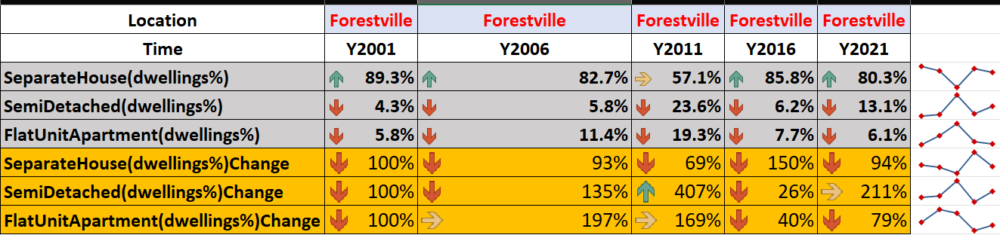 Location Forestville Forestville Forestville Forestville Forestville
Time Y2001 Y2006 Y2011 Y2016 Y2021
SeparateHouse(dwellings%) 89.3% 82.7% 57.1% 85.8% 80.3%
SemiDetached(dwellings%) 4.3% 5.8% 23.6% 6.2% 13.1%
FlatUnitApartment(dwellings%) 5.8% 11.4% 19.3% 7.7% 6.1%
SeparateHouse(dwellings%)Change 100% 93% 69% 150% 94%
SemiDetached(dwellings%)Change 100% 135% 407% 26% 211%
FlatUnitApartment(dwellings%)Change 100% 197% 169% 40% 79%